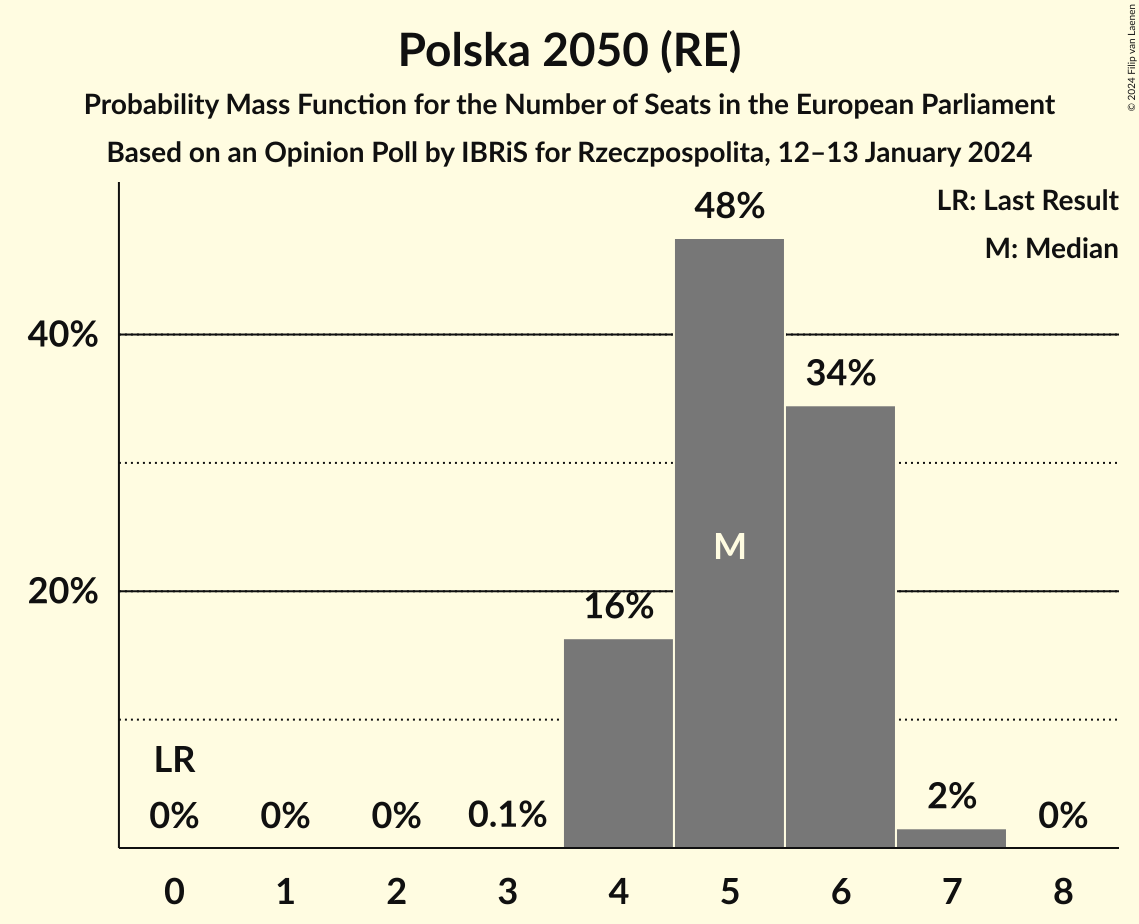 Polska 2050 (RE)
Probability Mass Function for the Number of Seats in the European Parliament
Based on an Opinion Poll by IBRiS for Rzeczpospolita, 12–13 January 2024
© 2024 Filip van Laenen
LR: Last Result
M: Median
48%
40%
34%
M
20%
16%
LR
0%
0%
0%
0.1%
2%
0%
0 1 2 3 4 5 6 7 8